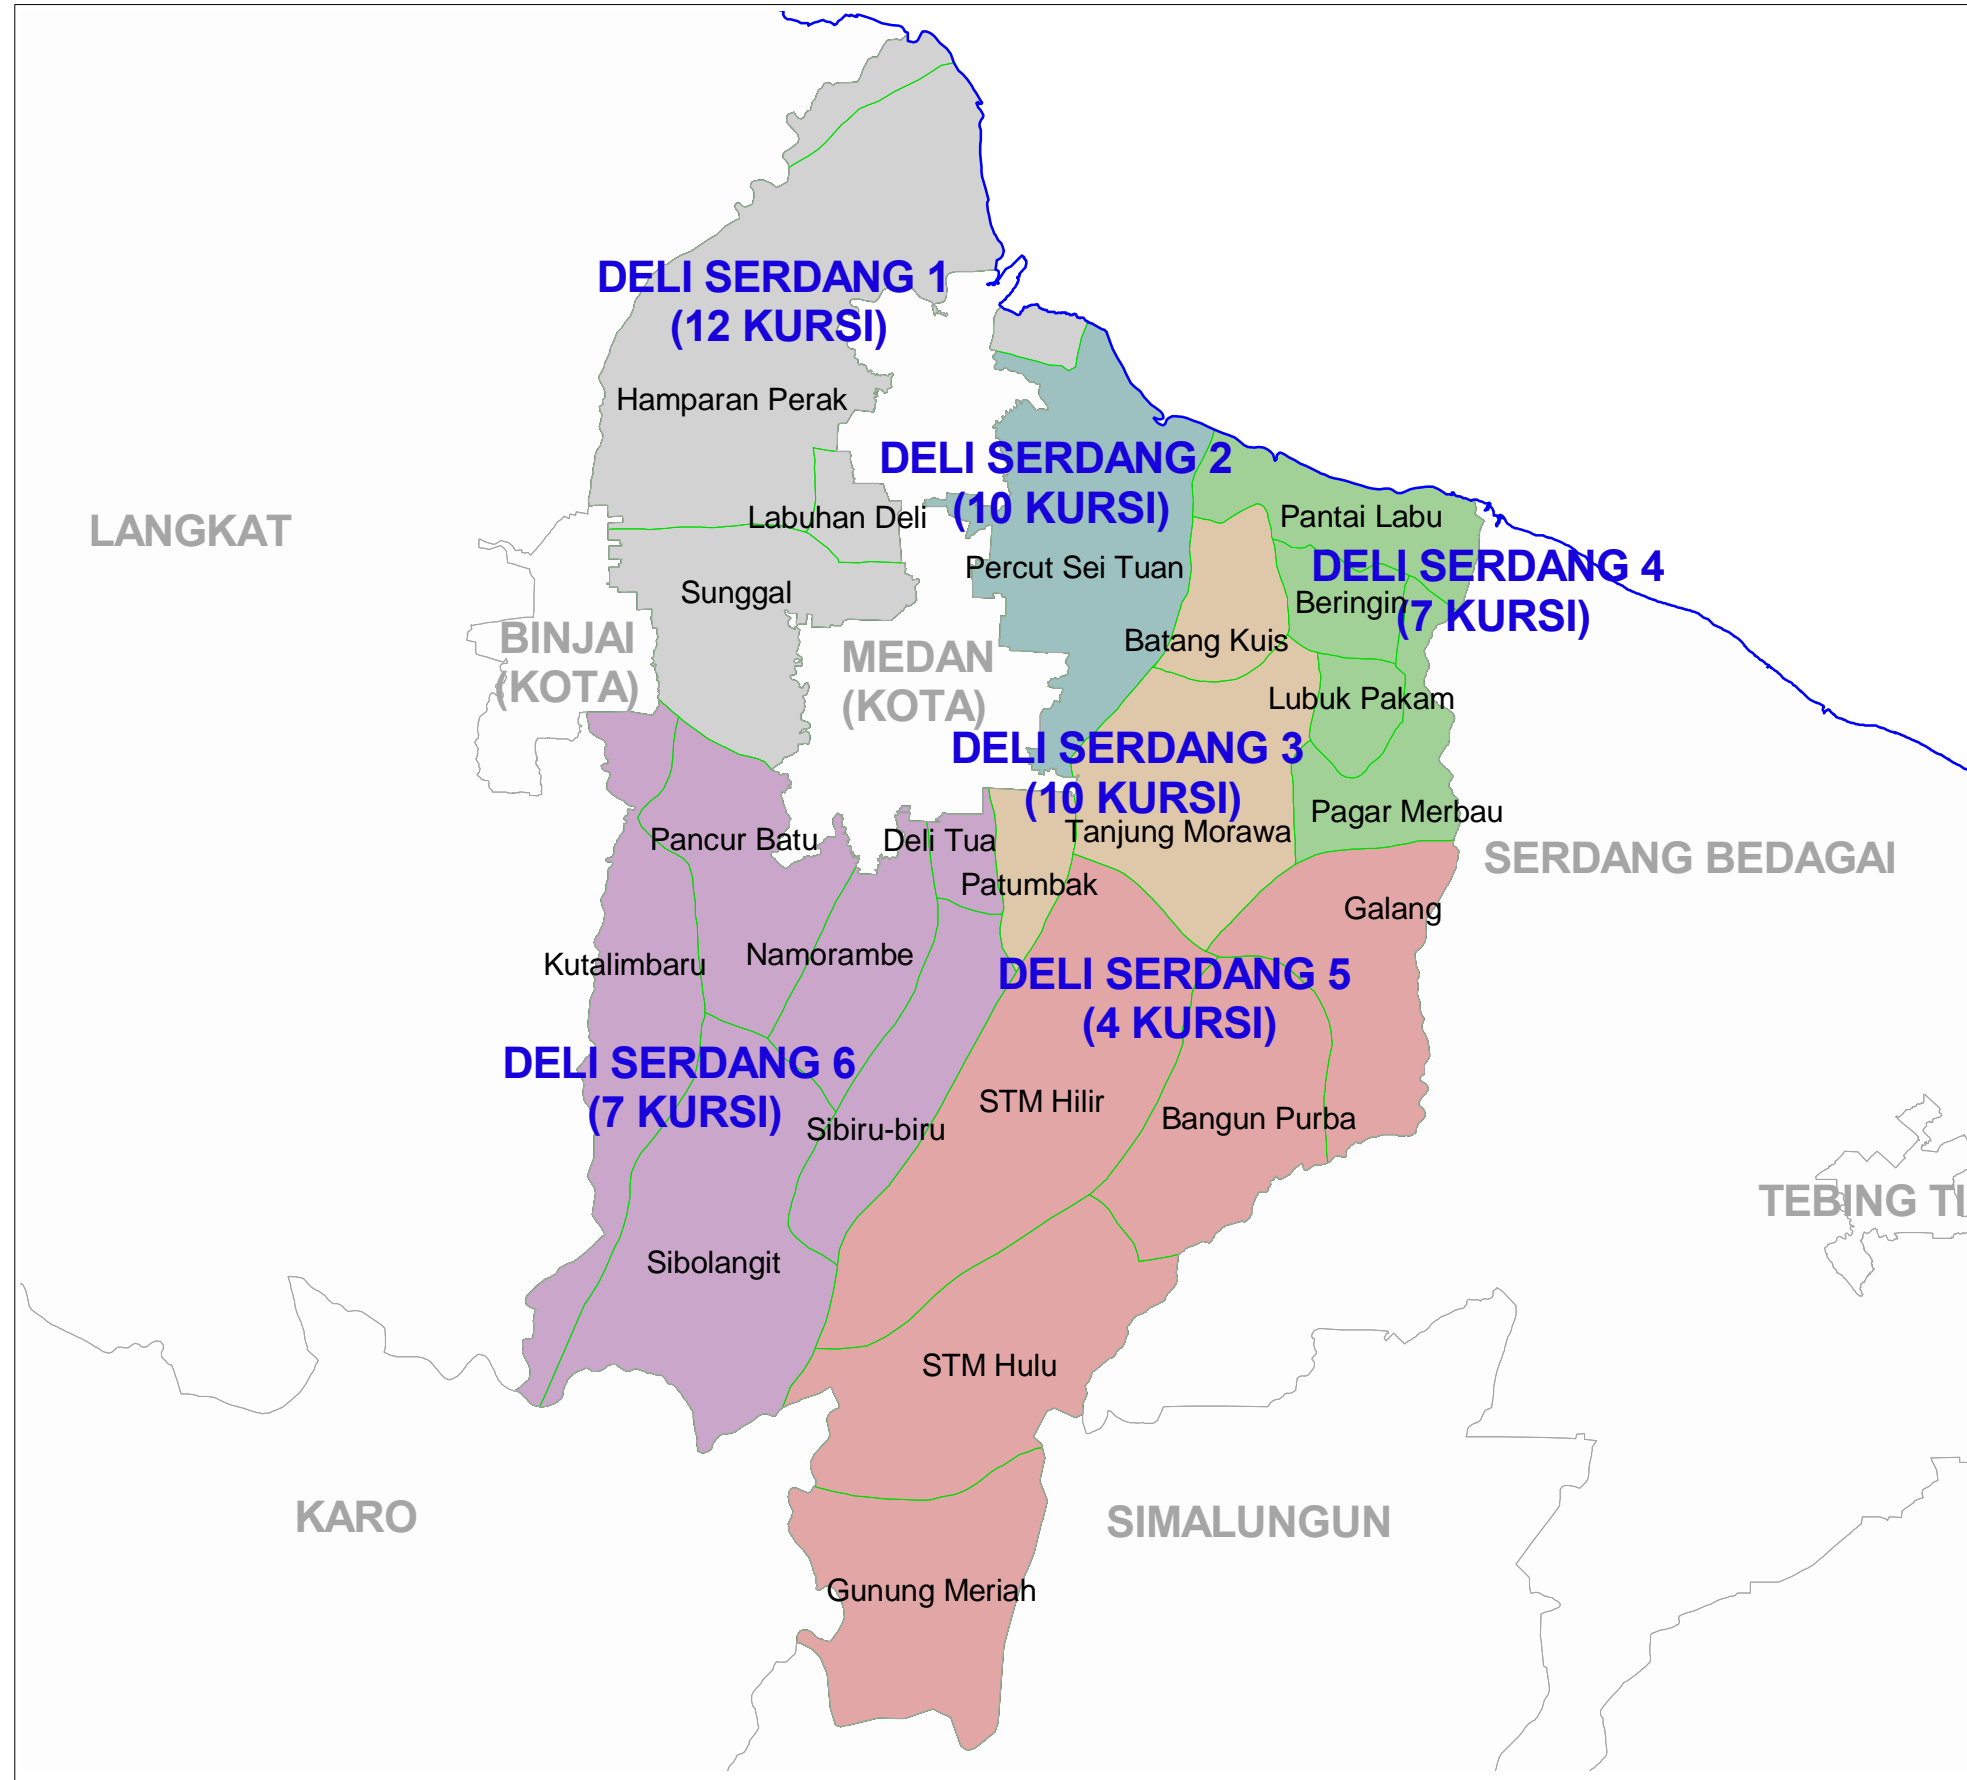 DELI SERDANG 1
(12 KURSI)
Hamparan Perak
DELI SERDANG 2
(10 KURSI)
LANGKAT
Labuhan Deli
Pantai Labu
Percut Sei Tuan
DELI SERDANG 4
(7 KURSI)
Sunggal
Beringin
BINJAI
(KOTA)
MEDAN
(KOTA)
Batang Kuis
Lubuk Pakam
DELI SERDANG 3
(10 KURSI)
Pagar Merbau
Pancur Batu
Deli Tua
Tanjung Morawa
SERDANG BEDAGAI
Patumbak
Galang
Kutalimbaru
Namorambe
DELI SERDANG 5
(4 KURSI)
DELI SERDANG 6
(7 KURSI)
STM Hilir
Bangun Purba
Sibiru-biru
TEBING TI
Sibolangit
STM Hulu
KARO
SIMALUNGUN
Gunung Meriah